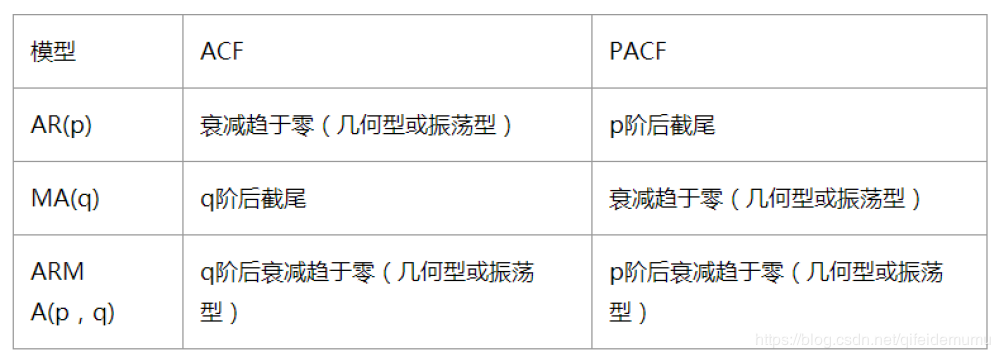 模型 ACF PACF
AR(p) 衰减趋于零（几何型或振荡型） p阶后截尾
MA(q) q阶后截尾 衰减趋于零（几何型或振荡型）
ARM q阶后衰减趋于零（几何型或振荡 p阶后衰减趋于零（几何型或振荡
A(p，q) 型） 型）
https://blog.csdn.net/qifeidemumu